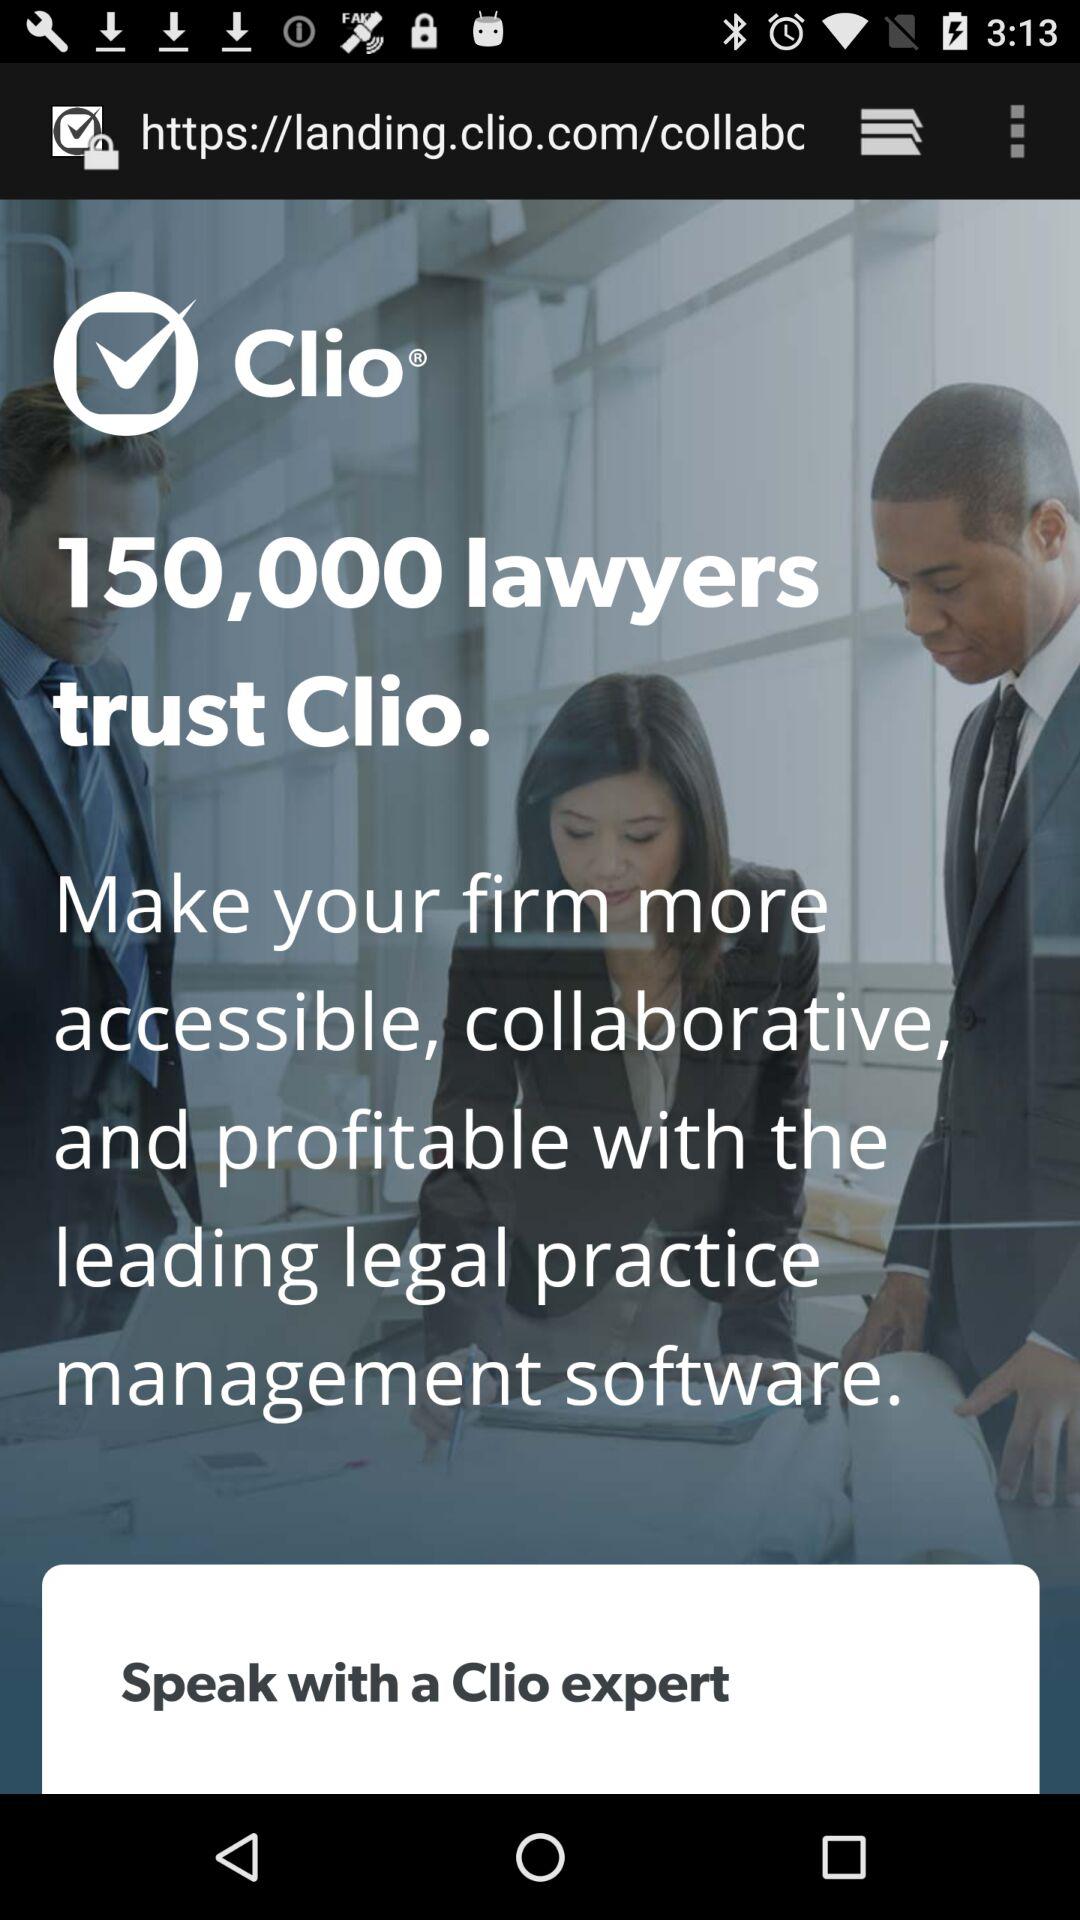 FAKE
3:13
https://landing.clio.com/collabo
Clio®
150,000 lawyers
trust Clio.
Make your firm more
accessible, collaborative,
and profitable with the
leading legal practice
management software.
Speak with a Clio expert